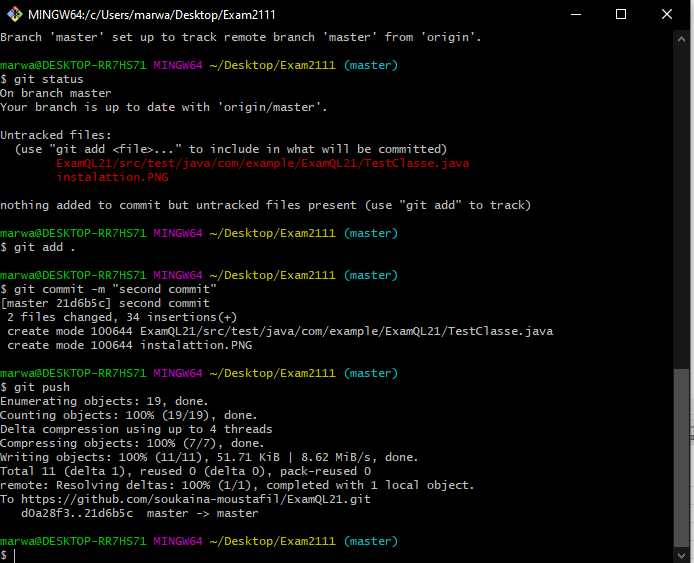 MINGW64:/c/Users/marwa/Desktop/Exam2111
Branch 'master' set up to track remote branch 'master' from 'origin'.
marwa@DESKTOP-RR7HS71 MINGW64 ~/Desktop/Exam2111 (master)
$ git status
On branch master
Your branch is up to date with 'origin/master'.
Untracked files:
(use "git add <file>..." to include in what will be committed)
ExamQL21/src/test/java/com/example/ExamQL21/TestClasse.java
instalattion.PNG
nothing added to commit but untracked files present (use "git add" to track)
marwa@DESKTOP-RR7HS71 MINGW64 ~/Desktop/Exam2111 (master)
$ git add .
marwa@DESKTOP-RR7HS71 MINGW64 ~/Desktop/Exam2111 (master)
$ git commit -m "second commit"
[master 21d6b5c] second commit
2 files changed, 34 insertions(+)
create mode 100644 ExamQL21/src/test/java/com/example/ExamQL21/TestClasse.java
create mode 100644 instalattion.PNG
marwa@DESKTOP-RR7HS71 MINGW64 ~/Desktop/Exam2111 (master)
$ git push
Enumerating objects: 19, done.
Counting objects: 100% (19/19), done.
Delta compression using up to 4 threads
Compressing objects: 100% (7/7), done.
Writing objects: 100% (11/11), 51.71 KiB | 8.62 MiB/s, done.
Total 11 (delta 1), reused 0 (delta 0), pack-reused 0
remote: Resolving deltas: 100% (1/1), completed with 1 local object.
To https://github.com/soukaina-moustafil/ExamQL21.git
d0a28f3..21d6b5c  master -> master
marwa@DESKTOP-RR7HS71 MINGW64 ~/Desktop/Exam2111 (master)
$